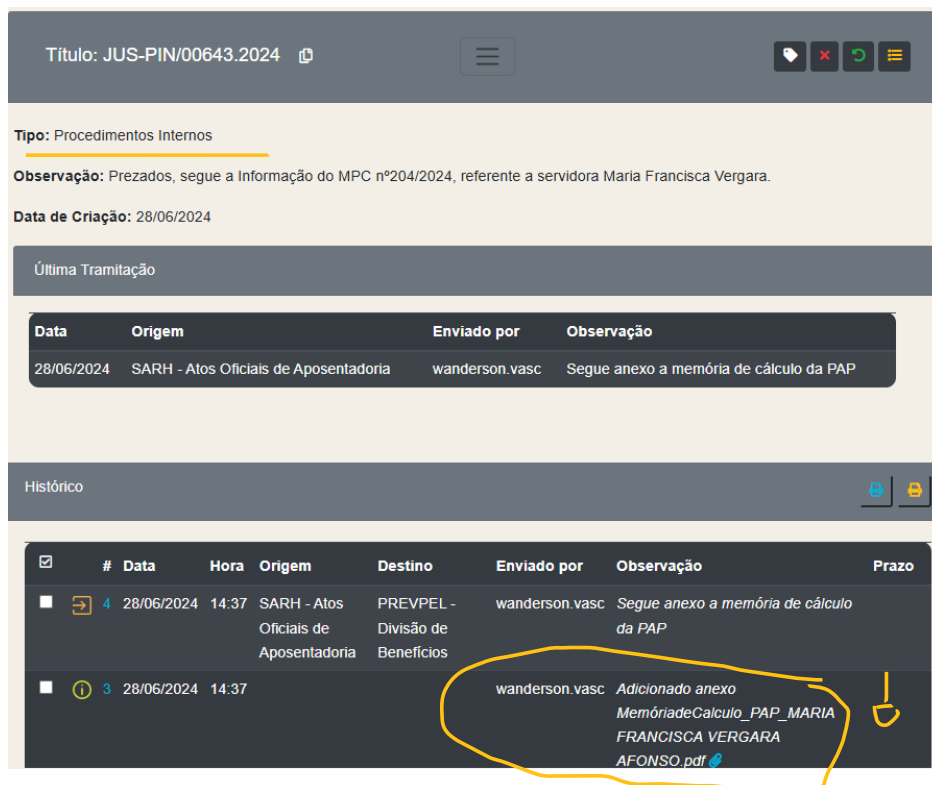 Título: JUS-PIN/00643.2024
Tipo: Procedimentos Internos
Observação: Prezados, segue a Informação do MPC nº204/2024, referente a servidora Maria Francisca Vergara.
Data de Criação: 28/06/2024
Última Tramitação
Data Origem Enviado por Observação
28/06/2024 SARH - Atos Oficiais de Aposentadoria wanderson.vasc Segue anexo a memória de cálculo da PAP
Histórico
# Data Hora Origem Destino Enviado por Observação Prazo
4 28/06/2024 14:37 SARH - Atos PREVPEL - wanderson.vasc Segue anexo a memória de cálculo
Oficiais de Divisão de da PAP
Aposentadoria Benefícios
3 28/06/2024 14:37 wanderson.vasc Adicionado anexo
MemóriadeCalculo_PAP_MARIA
FRANCISCA VERGARA
AFONSO.pdf